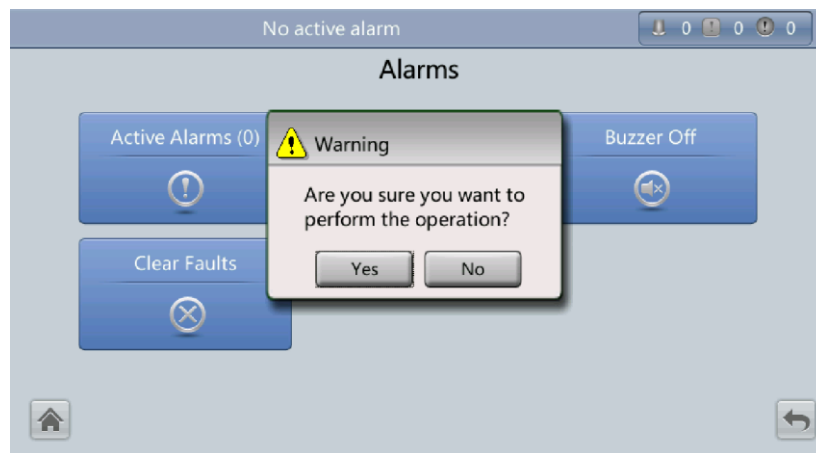 No active alarm
0 0 0
Alarms
Active Alarms (0)
Buzzer Off
Warning
Are you sure you want to
perform the operation?
Yes No
Clear Faults